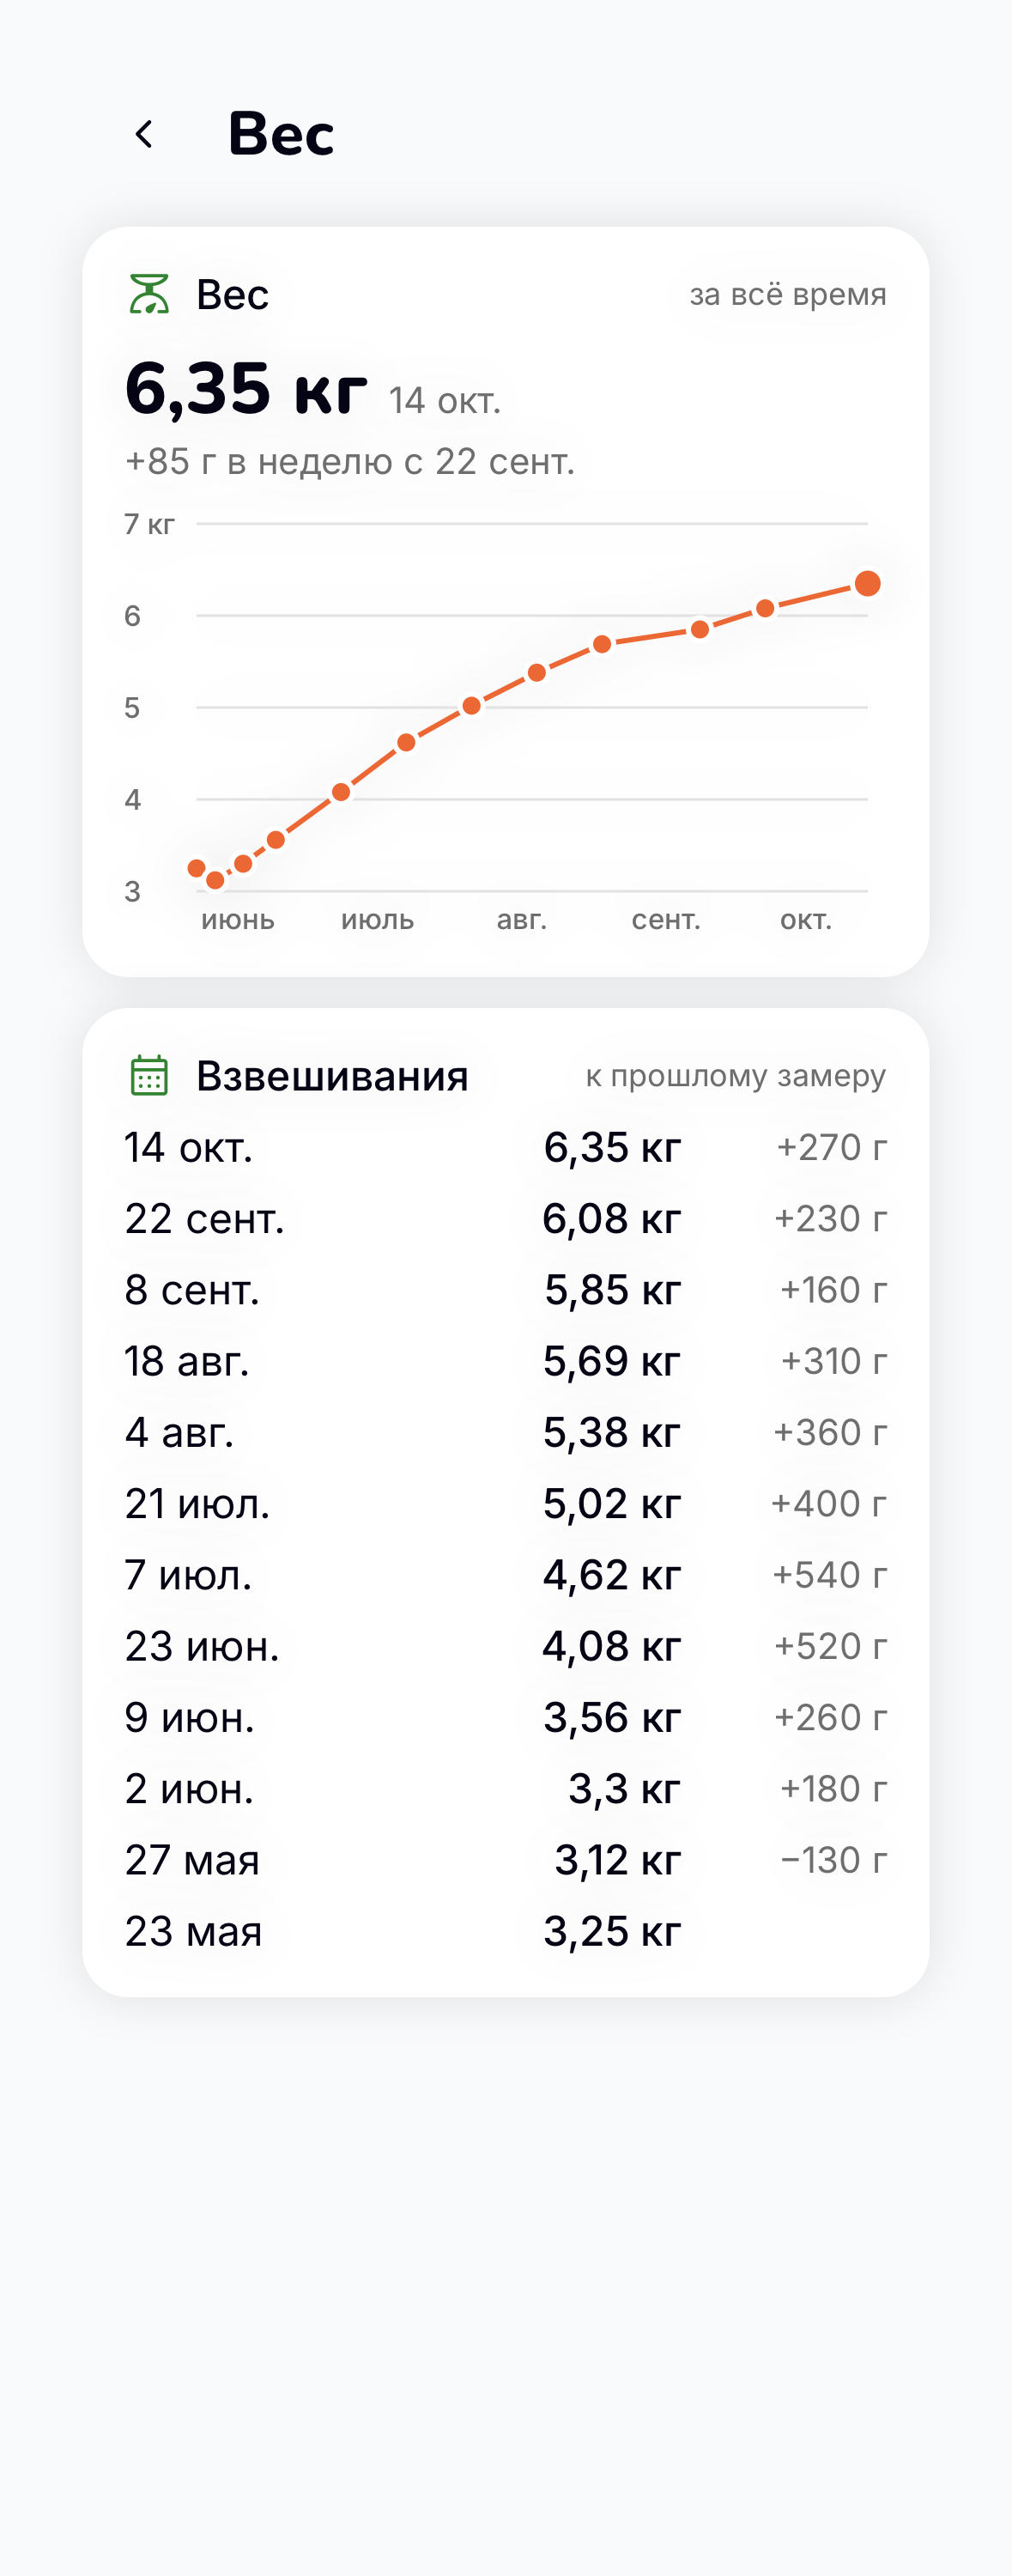 Вес
Вес за всё время
6,35 кг 14 окт.
+85 г в неделю с 22 сент.
7 кг
6
5
4
3
июнь июль авг. сент. окт.
Взвешивания к прошлому замеру
14 окт. 6,35 кг +270 г
22 сент. 6,08 кг +230 г
8 сент. 5,85 кг +160 г
18 авг. 5,69 кг +310 г
4 авг. 5,38 кг +360 г
21 июл. 5,02 кг +400 г
7 июл. 4,62 кг +540 г
23 июн. 4,08 кг +520 г
9 июн. 3,56 кг +260 г
2 июн. 3,3 кг +180 г
27 мая 3,12 кг −130 г
23 мая 3,25 кг